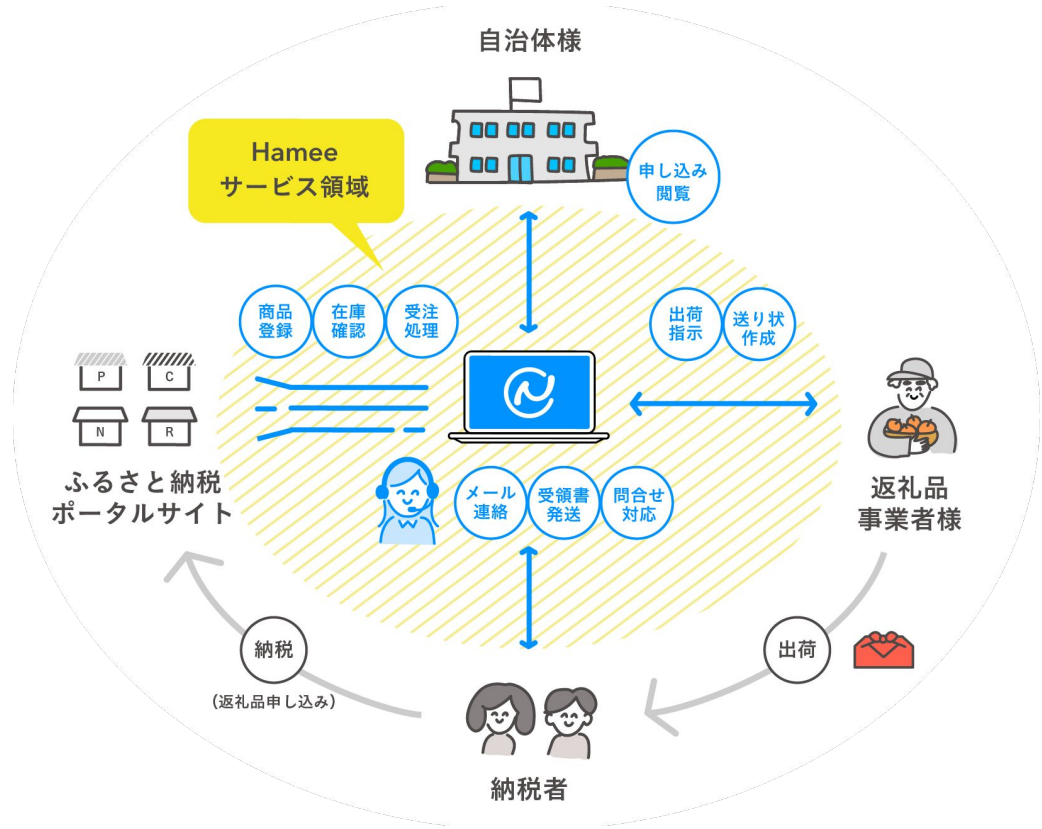 自治体様
Hamee
サービス領域
申し込み
閲覧
商品
登録
在庫
確認
受注
処理
出荷
指示
送り状
作成
P
C
N
R
ふるさと納税
ポータルサイト
メール
連絡
受領書
発送
問合せ
対応
返礼品
事業者様
納税
(返礼品申し込み)
出荷
納税者